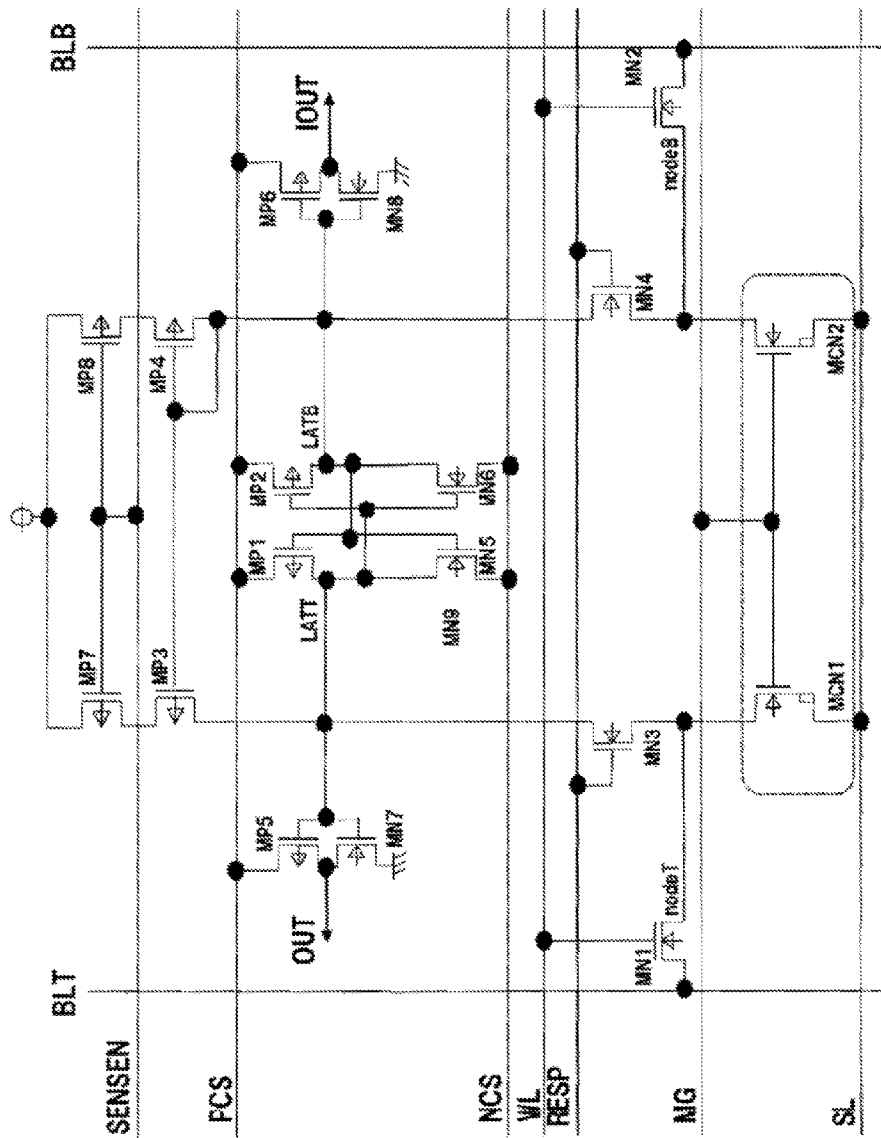 BLT
BLB
SENSEN
PCS
NCS
WL
RESP
MG
SL
MP7
MP8
MP3
MP4
MP5
MN7
OUT
MP1
MP2
LATT
LATB
MN9
MN5
MN6
MP6
MN8
IOUT
MN3
MN4
MN1
nodeT
MN2
nodeB
MCN1
MCN2